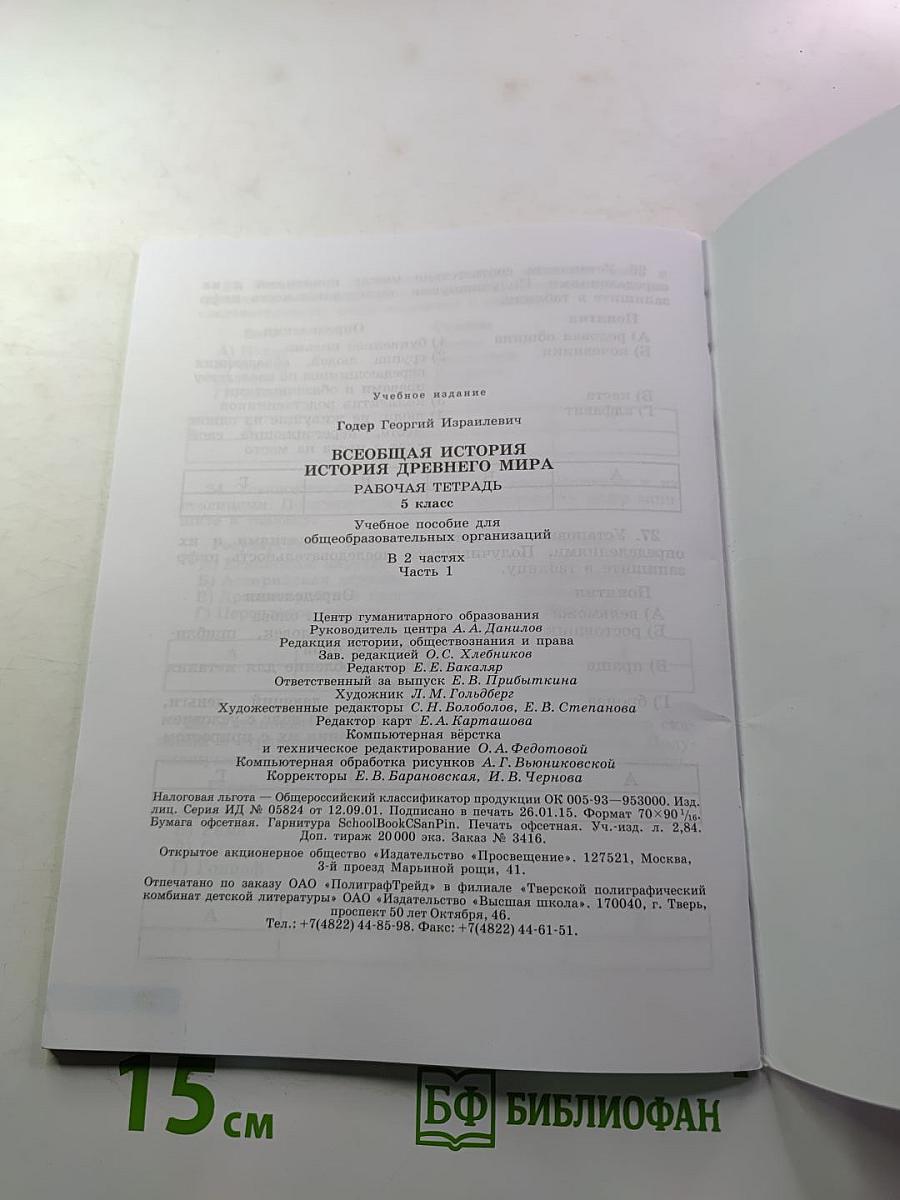 Учебное издание
Годер Георгий Израилевич
ВСЕОБЩАЯ ИСТОРИЯ
ИСТОРИЯ ДРЕВНЕГО МИРА
РАБОЧАЯ ТЕТРАДЬ
5 класс
Учебное пособие для
общеобразовательных организаций
В 2 частях
Часть 1
Центр гуманитарного образования
Руководитель центра А. А. Данилов
Редакция истории, обществознания и права
Зав. редакцией О. С. Хлебников
Редактор Е. Е. Бакаляр
Ответственный за выпуск Е. В. Прибыткина
Художник Л. М. Гольдберг
Художественные редакторы С. Н. Болоболов, Е. В. Степанова
Редактор карт Е. А. Карташова
Компьютерная вёрстка
и техническое редактирование О. А. Федотовой
Компьютерная обработка рисунков А. Г. Вьюниковской
Корректоры Е. В. Барановская, И. В. Чернова
Налоговая льгота — Общероссийский классификатор продукции ОК 005-93—953000. Изд.
лиц. Серия ИД № 05824 от 12.09.01. Подписано в печать 26.01.15. Формат 70×90 1/16.
Бумага офсетная. Гарнитура SchoolBookCSanPin. Печать офсетная. Уч.-изд. л. 2,84.
Доп. тираж 20 000 экз. Заказ № 3416.
Открытое акционерное общество «Издательство «Просвещение». 127521, Москва,
3-й проезд Марьиной рощи, 41.
Отпечатано по заказу ОАО «ПолиграфТрейд» в филиале «Тверской полиграфический
комбинат детской литературы» ОАО «Издательство «Высшая школа». 170040, г. Тверь,
проспект 50 лет Октября, 46.
Тел.: +7(4822) 44-85-98. Факс: +7(4822) 44-61-51.
15 см
БФ БИБЛИОФАН